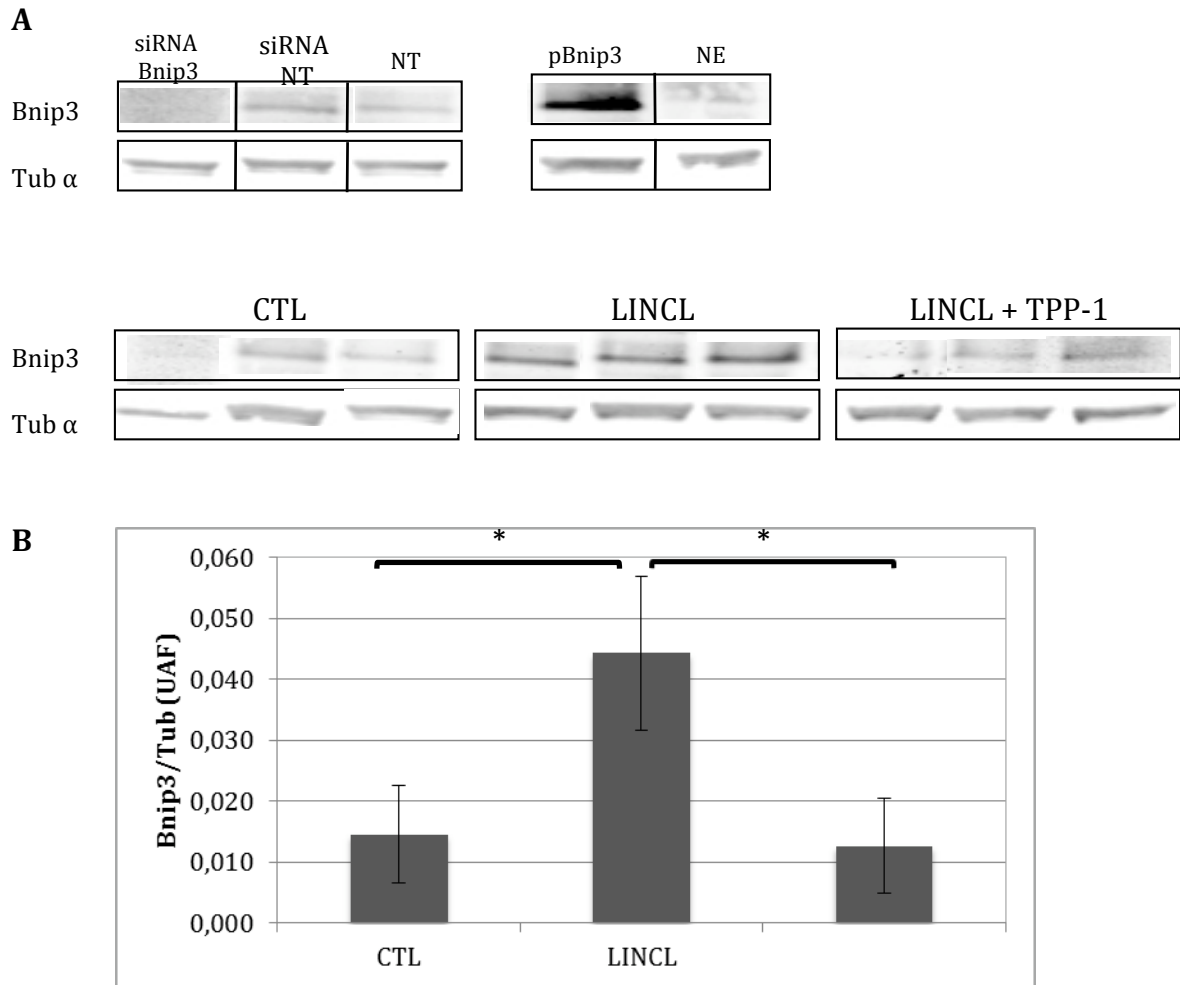 A
siRNA Bnip3
siRNA NT
NT
pBnip3
NE
Bnip3
Tub α
CTL
LINCL
LINCL + TPP-1
Bnip3
Tub α
B
*
*
0,060
0,050
0,040
0,030
0,020
0,010
0,000
Bnip3/Tub (UAF)
CTL
LINCL